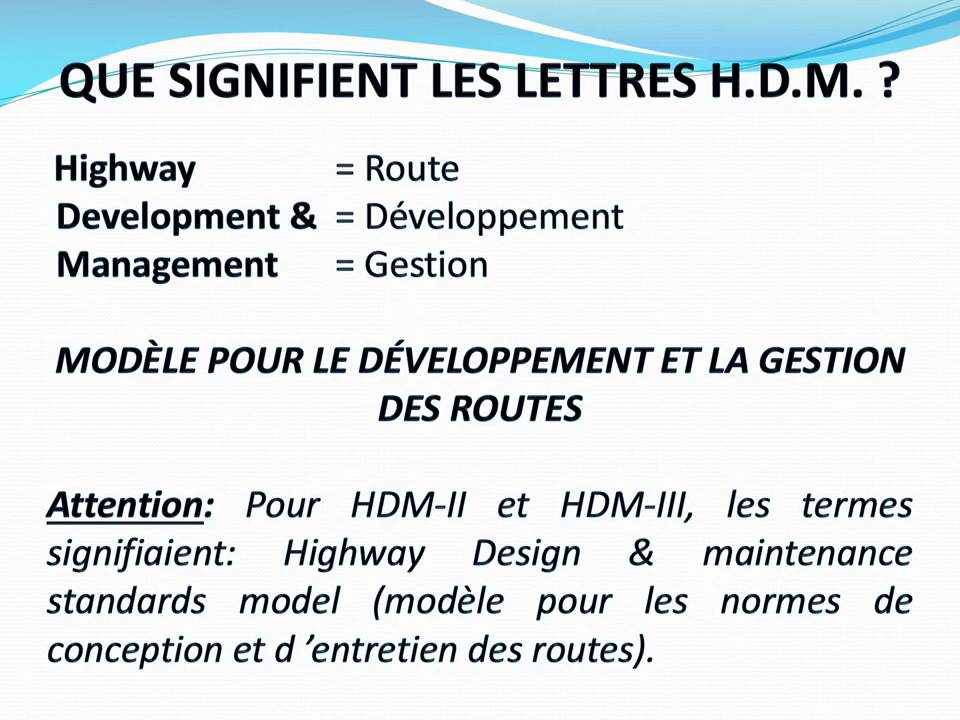 QUE SIGNIFIENT LES LETTRES H.D.M. ?
Highway = Route
Development & = Développement
Management = Gestion
MODÈLE POUR LE DÉVELOPPEMENT ET LA GESTION
DES ROUTES
Attention: Pour HDM-II et HDM-III, les termes
signifiaient: Highway Design & maintenance
standards model (modèle pour les normes de
conception et d ’entretien des routes).